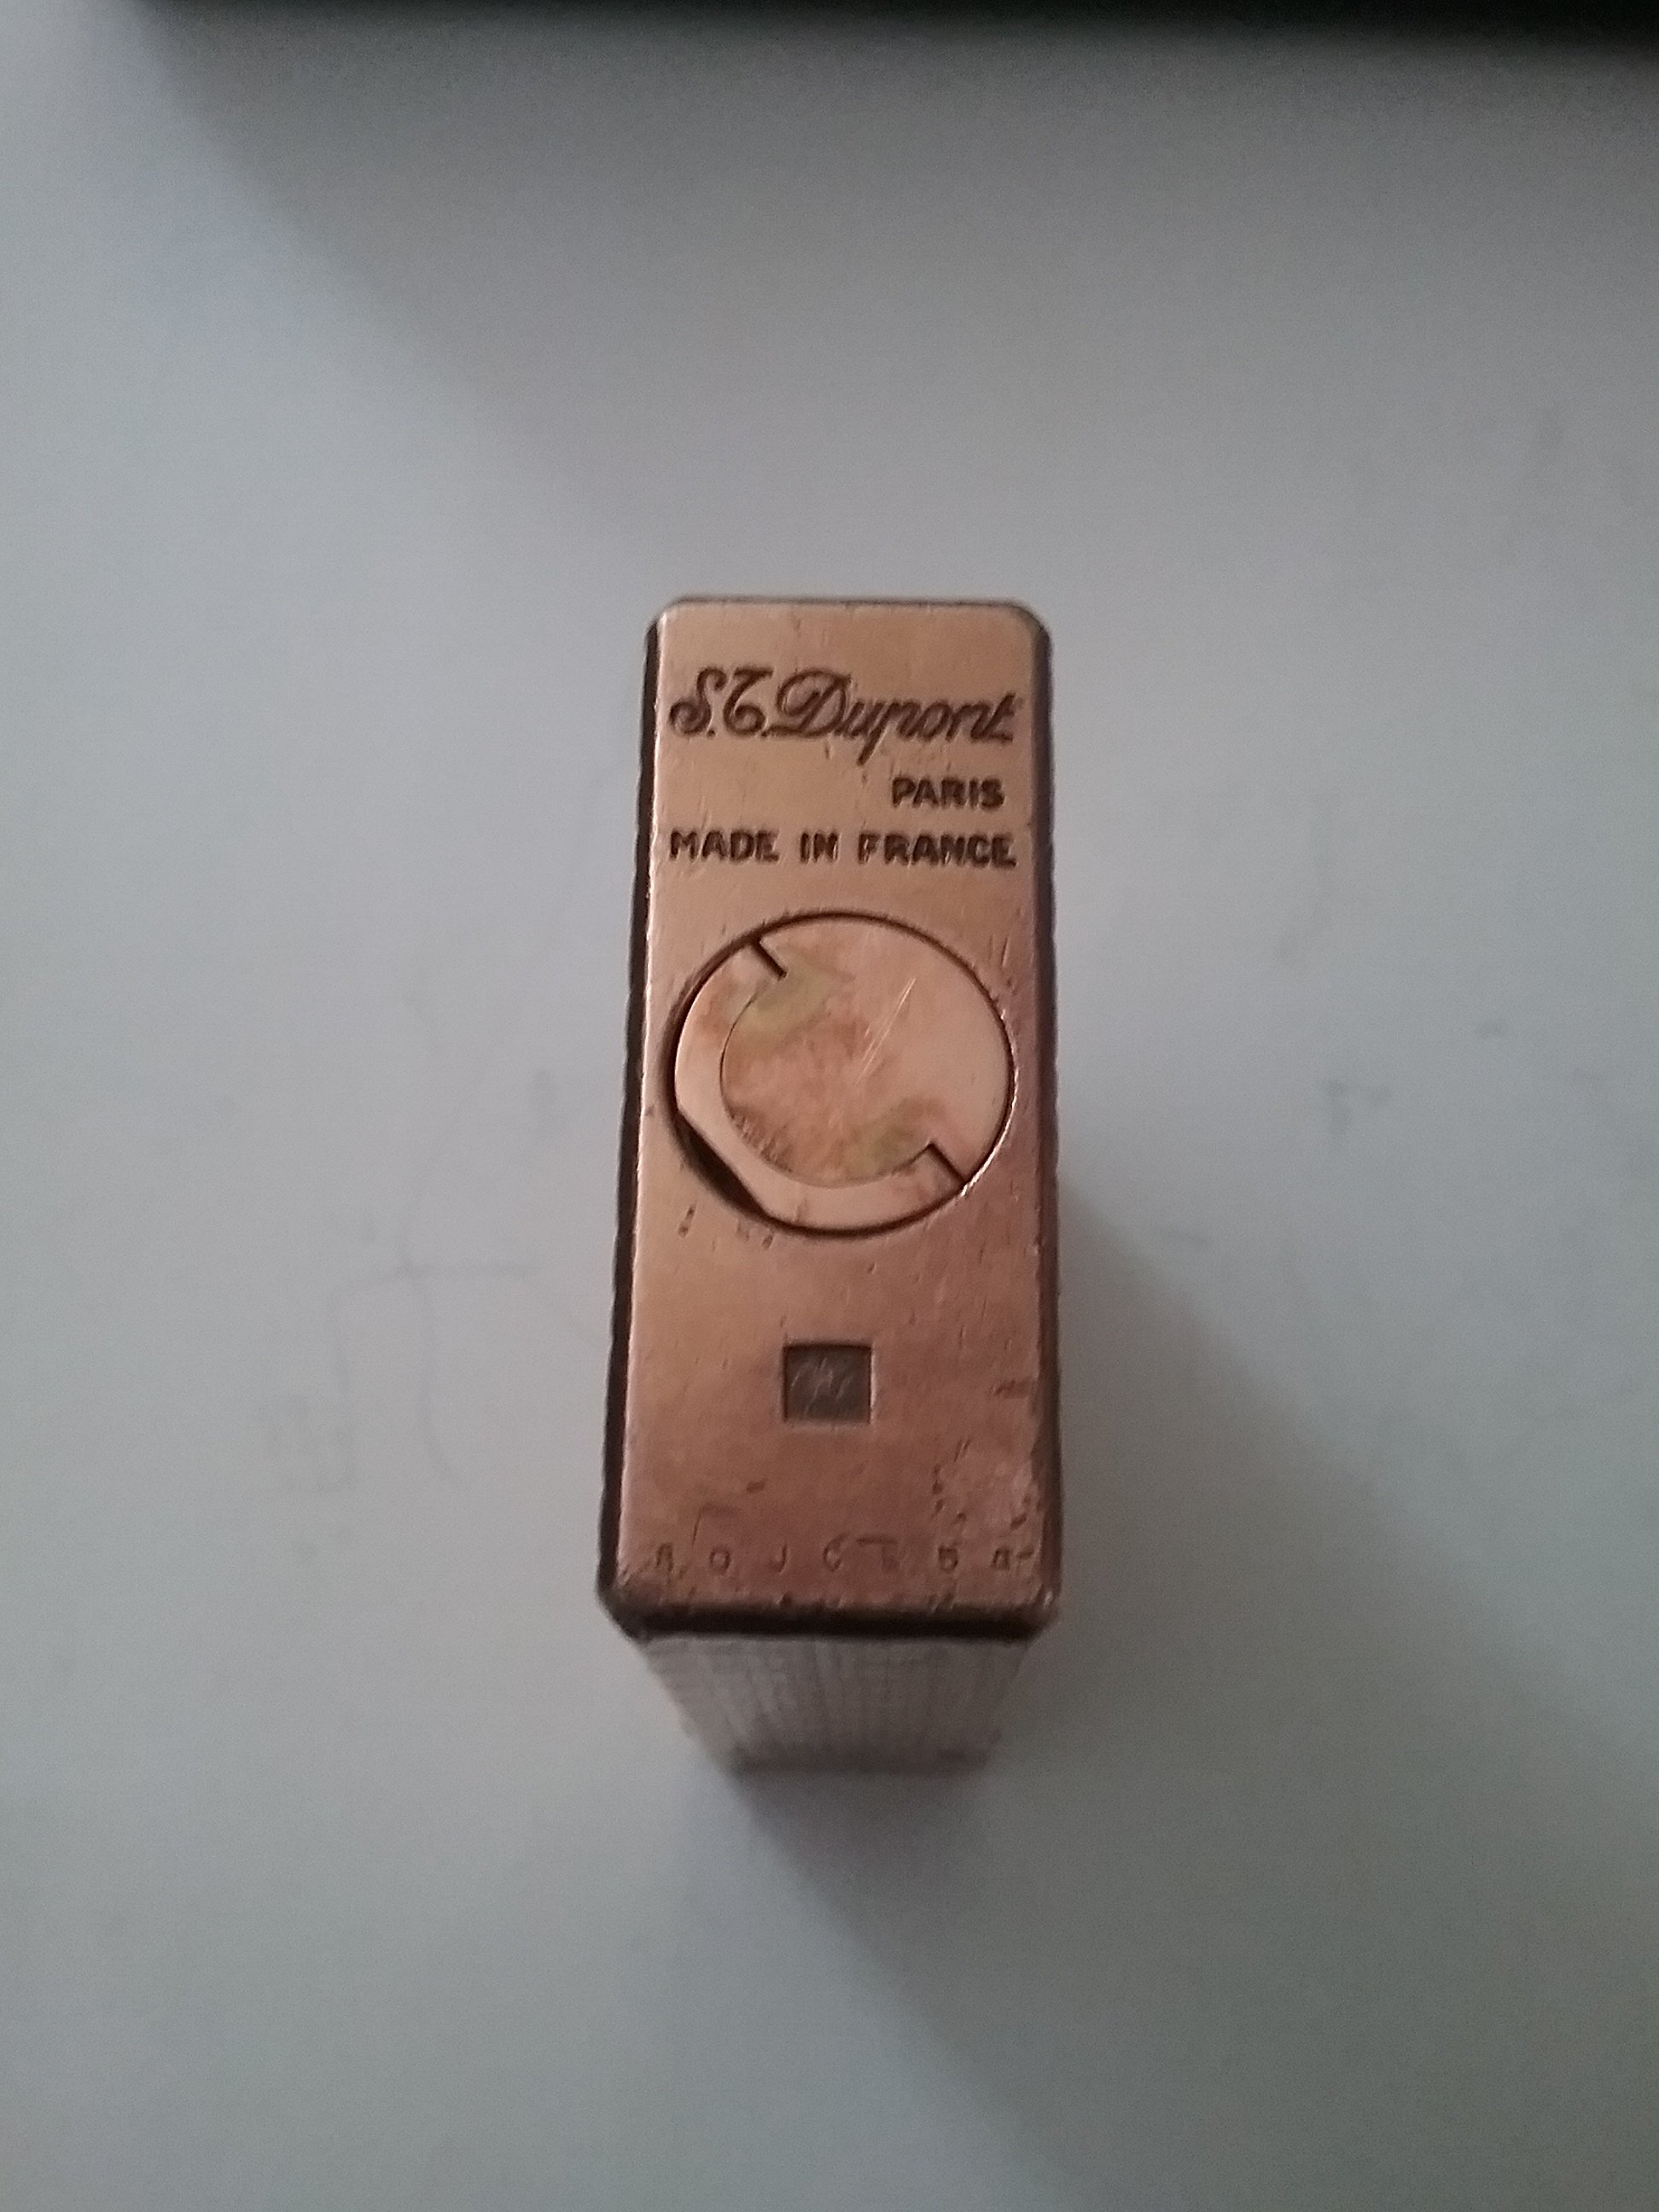 S.T. Dupont
PARIS
MADE IN FRANCE